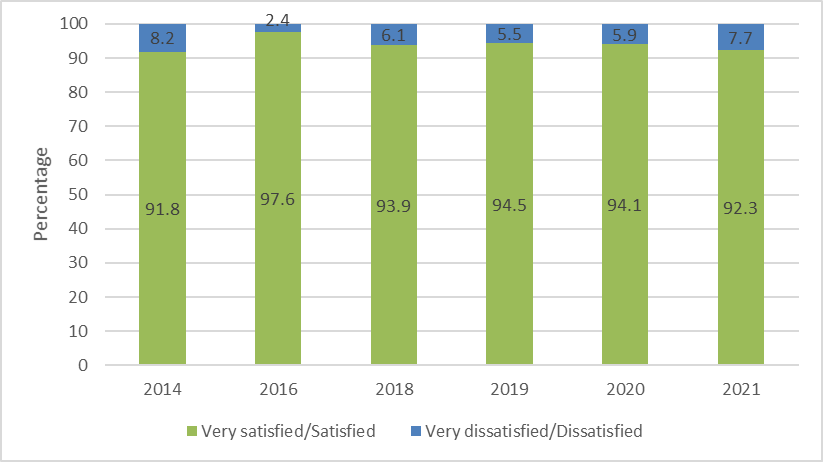 Percentage
100
90
80
70
60
50
40
30
20
10
0
8.2 2.4 6.1 5.5 5.9 7.7
91.8 97.6 93.9 94.5 94.1 92.3
2014 2016 2018 2019 2020 2021
Very satisfied/Satisfied Very dissatisfied/Dissatisfied